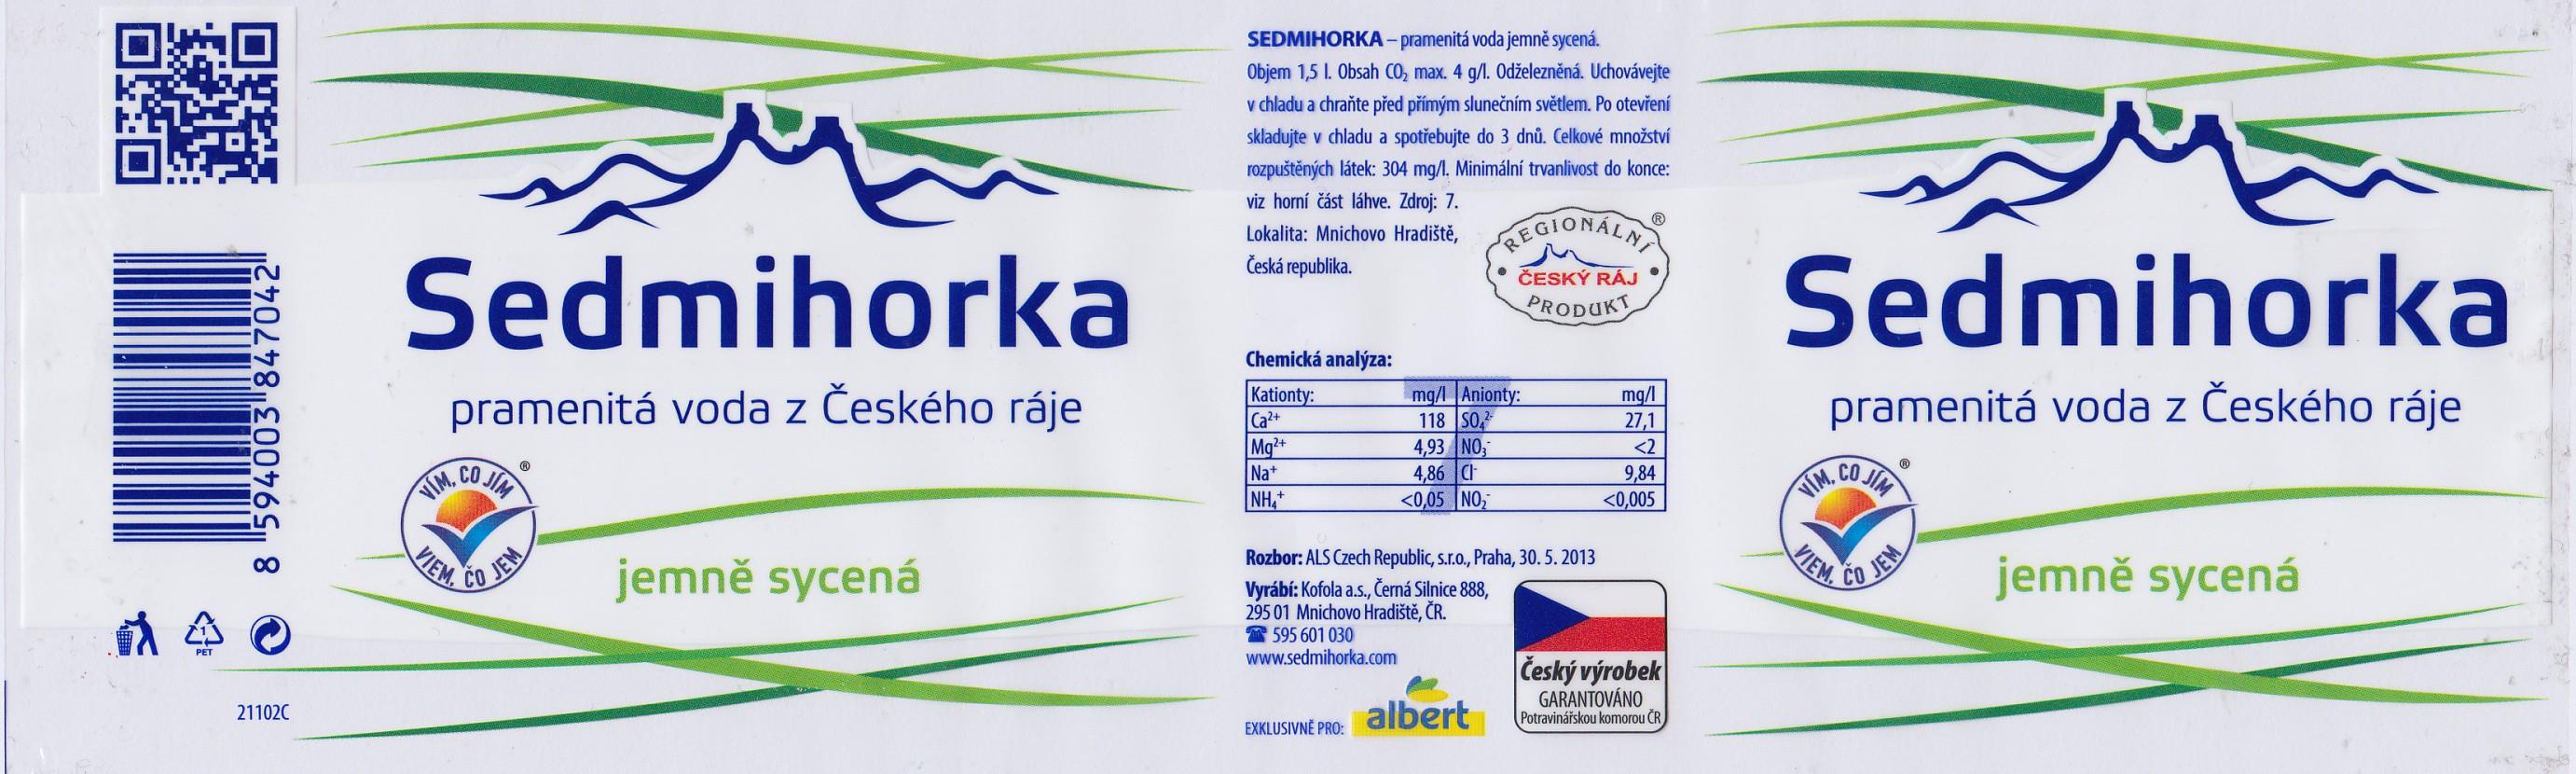 8 594003 847042
PET
1
21102C
Sedmihorka
pramenitá voda z Českého ráje
VÍM, CO JÍM
®
VIEM, ČO JEM
jemně sycená
SEDMIHORKA – pramenitá voda jemně sycená.
Objem 1,5 l. Obsah CO₂ max. 4 g/l. Odželezněná. Uchovávejte
v chladu a chraňte před přímým slunečním světlem. Po otevření
skladujte v chladu a spotřebujte do 3 dnů. Celkové množství
rozpuštěných látek: 304 mg/l. Minimální trvanlivost do konce:
viz horní část láhve. Zdroj: 7.
Lokalita: Mnichovo Hradiště,
Česká republika.
REGIONÁLNÍ ®
• ČESKÝ RÁJ •
PRODUKT
Chemická analýza:
7
Kationty: mg/l Anionty: mg/l
Ca²⁺ 118 SO₄²⁻ 27,1
Mg²⁺ 4,93 NO₃⁻ <2
Na⁺ 4,86 Cl⁻ 9,84
NH₄⁺ <0,05 NO₂⁻ <0,005
Rozbor: ALS Czech Republic, s.r.o., Praha, 30. 5. 2013
Vyrábí: Kofola a.s., Černá Silnice 888,
295 01 Mnichovo Hradiště, ČR.
☎ 595 601 030
www.sedmihorka.com
EXKLUSIVNĚ PRO: albert
Český výrobek
GARANTOVÁNO
Potravinářskou komorou ČR
Sedmihorka
pramenitá voda z Českého ráje
VÍM, CO JÍM
®
VIEM, ČO JEM
jemně sycená